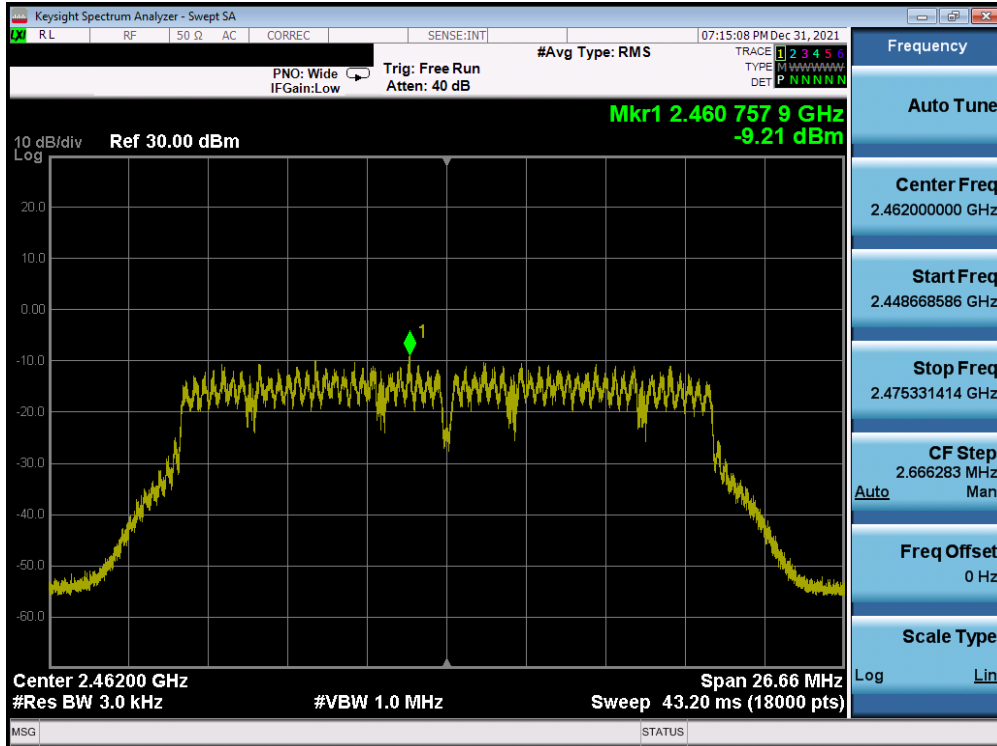 Keysight Spectrum Analyzer - Swept SA
LXI RL RF 50 Ω AC CORREC SENSE:INT 07:15:08 PM Dec 31, 2021
#Avg Type: RMS
TRACE 1 2 3 4 5 6
TYPE M WWWWW
DET P N N N N N
PNO: Wide
IFGain:Low
Trig: Free Run
Atten: 40 dB
Mkr1 2.460 757 9 GHz
-9.21 dBm
10 dB/div
Log
Ref 30.00 dBm
20.0
10.0
0.00
-10.0
-20.0
-30.0
-40.0
-50.0
-60.0
1
Center 2.46200 GHz
#Res BW 3.0 kHz
#VBW 1.0 MHz
Span 26.66 MHz
Sweep 43.20 ms (18000 pts)
Frequency
Auto Tune
Center Freq
2.462000000 GHz
Start Freq
2.448668586 GHz
Stop Freq
2.475331414 GHz
CF Step
2.666283 MHz
Auto Man
Freq Offset
0 Hz
Scale Type
Log Lin
MSG STATUS